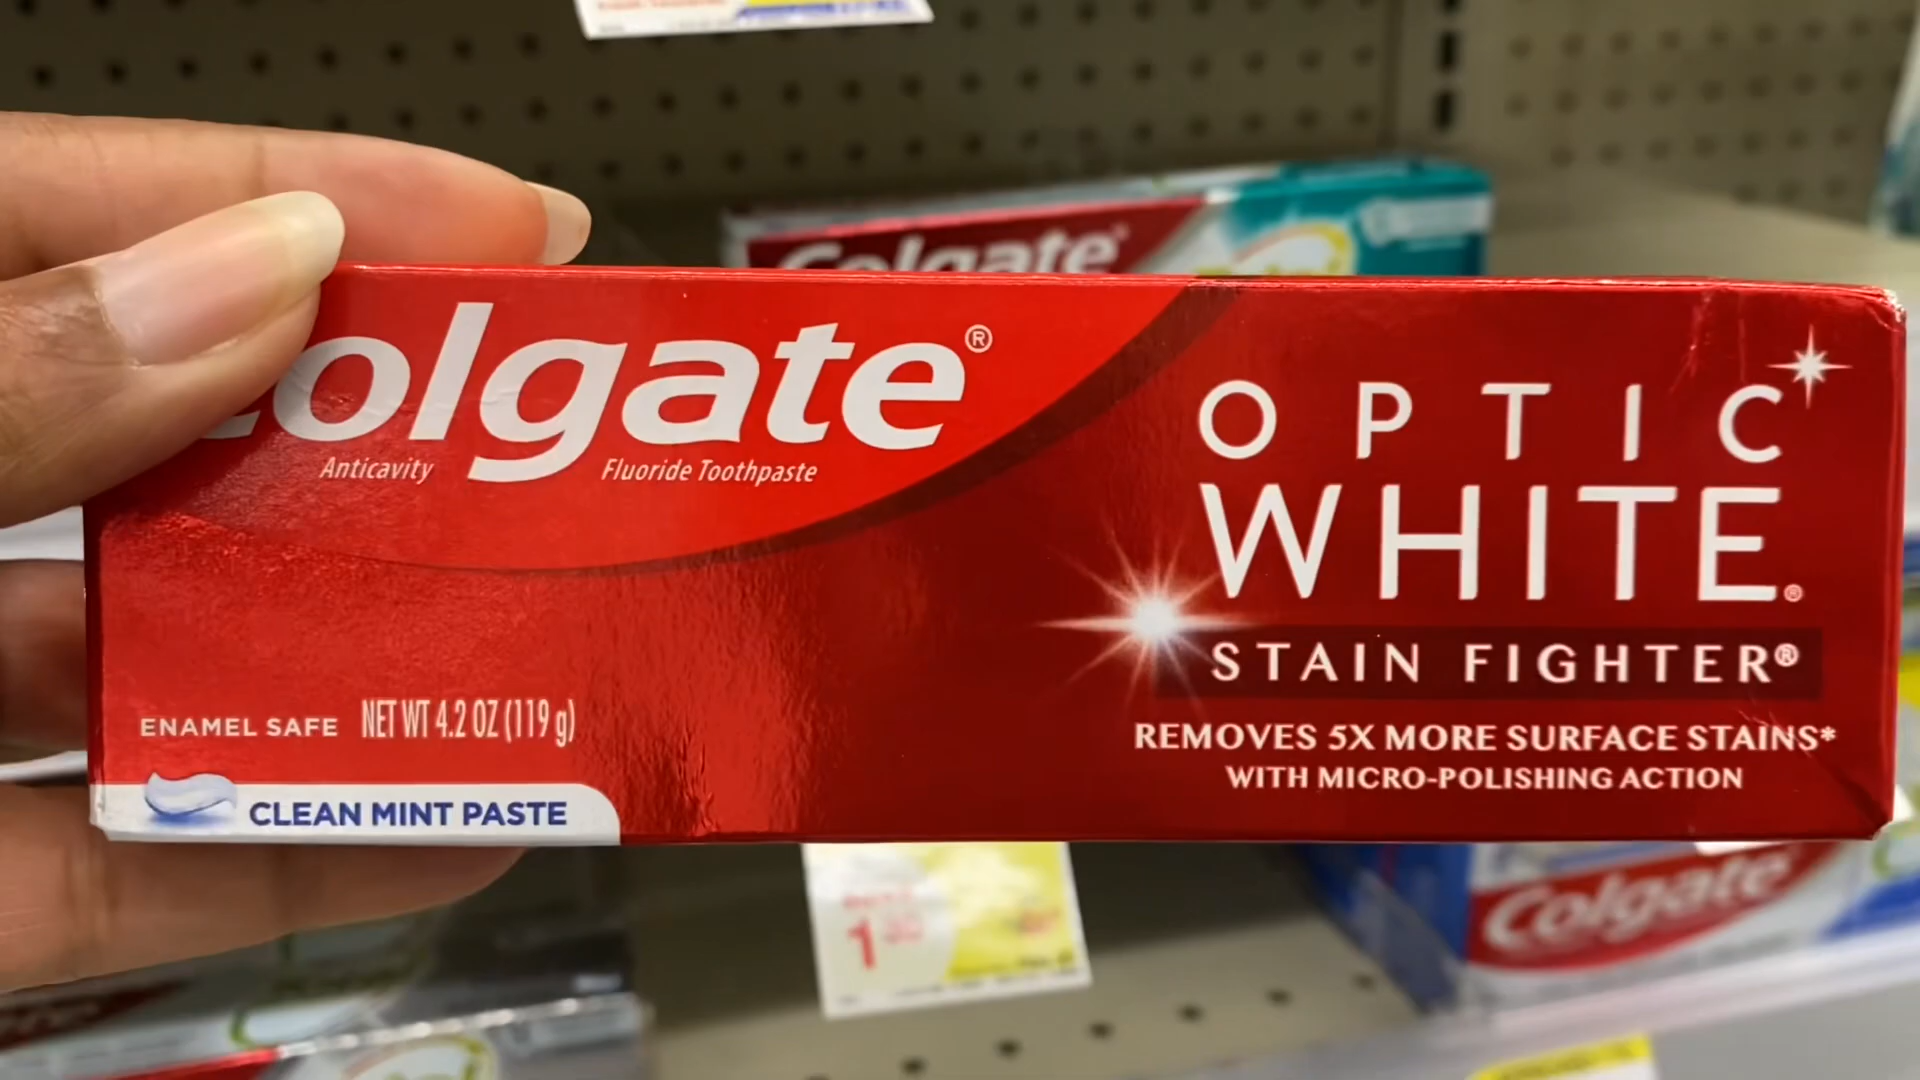 Colgate
olgate®
Anticavity Fluoride Toothpaste
OPTIC
WHITE®
STAIN FIGHTER®
REMOVES 5X MORE SURFACE STAINS*
WITH MICRO-POLISHING ACTION
ENAMEL SAFE NET WT 4.2 OZ (119 g)
CLEAN MINT PASTE
1
Colgate